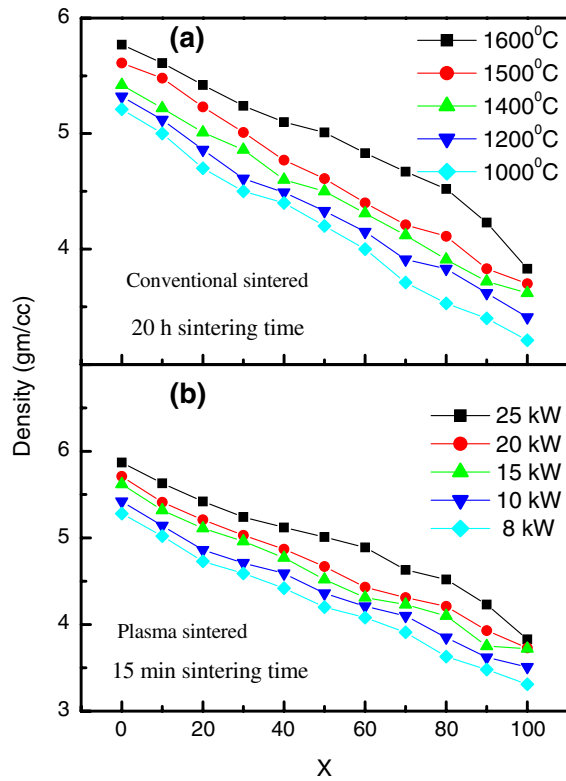 (a)
1600⁰C
1500⁰C
1400⁰C
1200⁰C
1000⁰C
6
5
4
Conventional sintered
20 h sintering time
Density (gm/cc)
(b)
25 kW
20 kW
15 kW
10 kW
8 kW
6
5
4
3
Plasma sintered
15 min sintering time
0 20 40 60 80 100
X